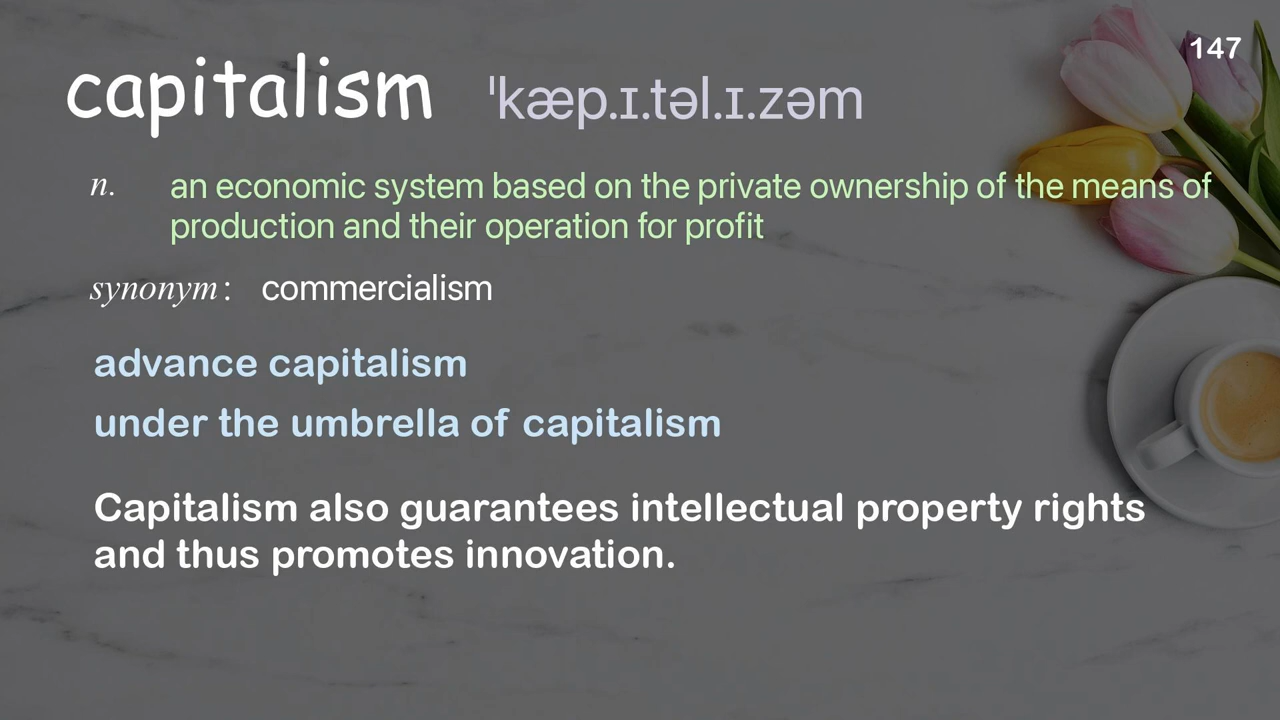 147
capitalism ˈkæp.ɪ.təl.ɪ.zəm
n. an economic system based on the private ownership of the means of
production and their operation for profit
synonym: commercialism
advance capitalism
under the umbrella of capitalism
Capitalism also guarantees intellectual property rights
and thus promotes innovation.